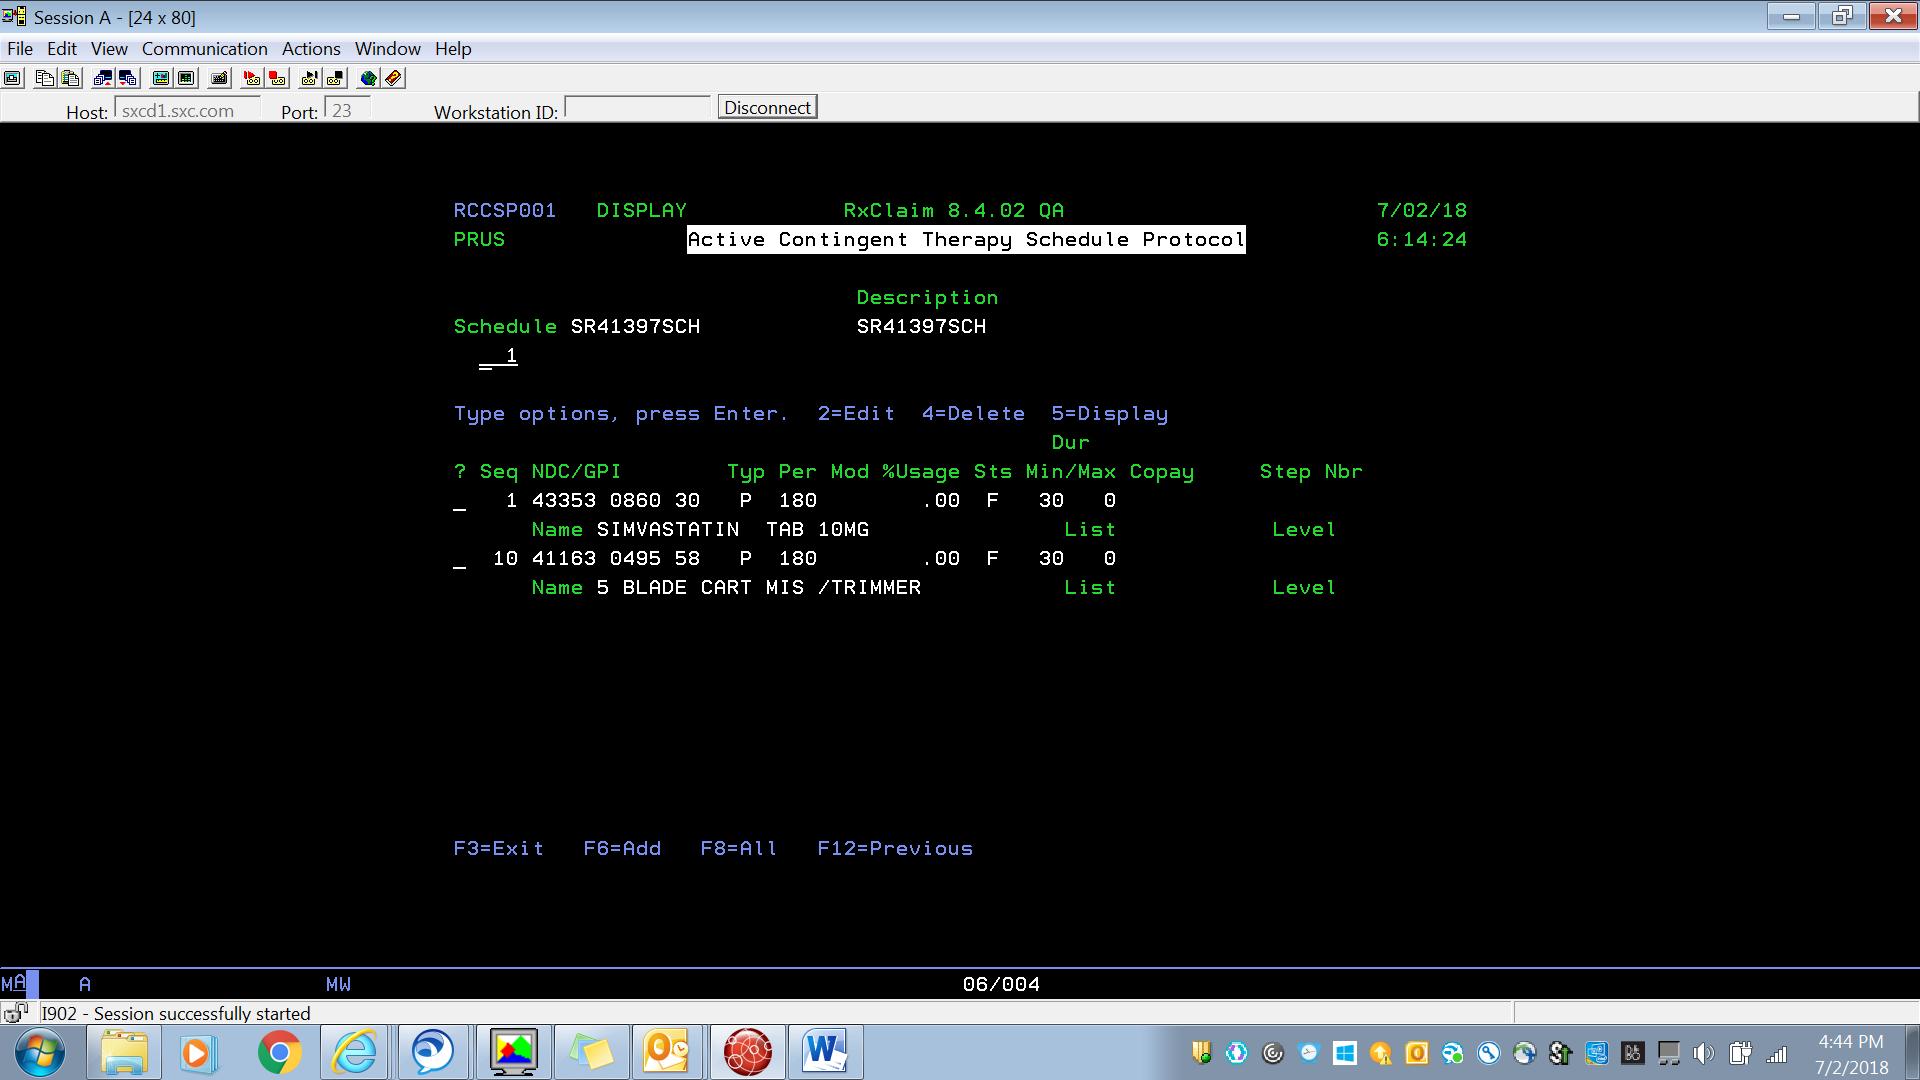 Session A - [24 x 80]
File Edit View Communication Actions Window Help
Host: sxcd1.sxc.com Port: 23 Workstation ID: Disconnect
RCCSP001 DISPLAY RxClaim 8.4.02 QA 7/02/18
PRUS Active Contingent Therapy Schedule Protocol 6:14:24
Description
Schedule SR41397SCH SR41397SCH
1
Type options, press Enter. 2=Edit 4=Delete 5=Display
Dur
? Seq NDC/GPI Typ Per Mod %Usage Sts Min/Max Copay Step Nbr
_ 1 43353 0860 30 P 180 .00 F 30 0
Name SIMVASTATIN TAB 10MG List Level
_ 10 41163 0495 58 P 180 .00 F 30 0
Name 5 BLADE CART MIS /TRIMMER List Level
F3=Exit F6=Add F8=All F12=Previous
MA A MW 06/004
I902 - Session successfully started
4:44 PM
7/2/2018